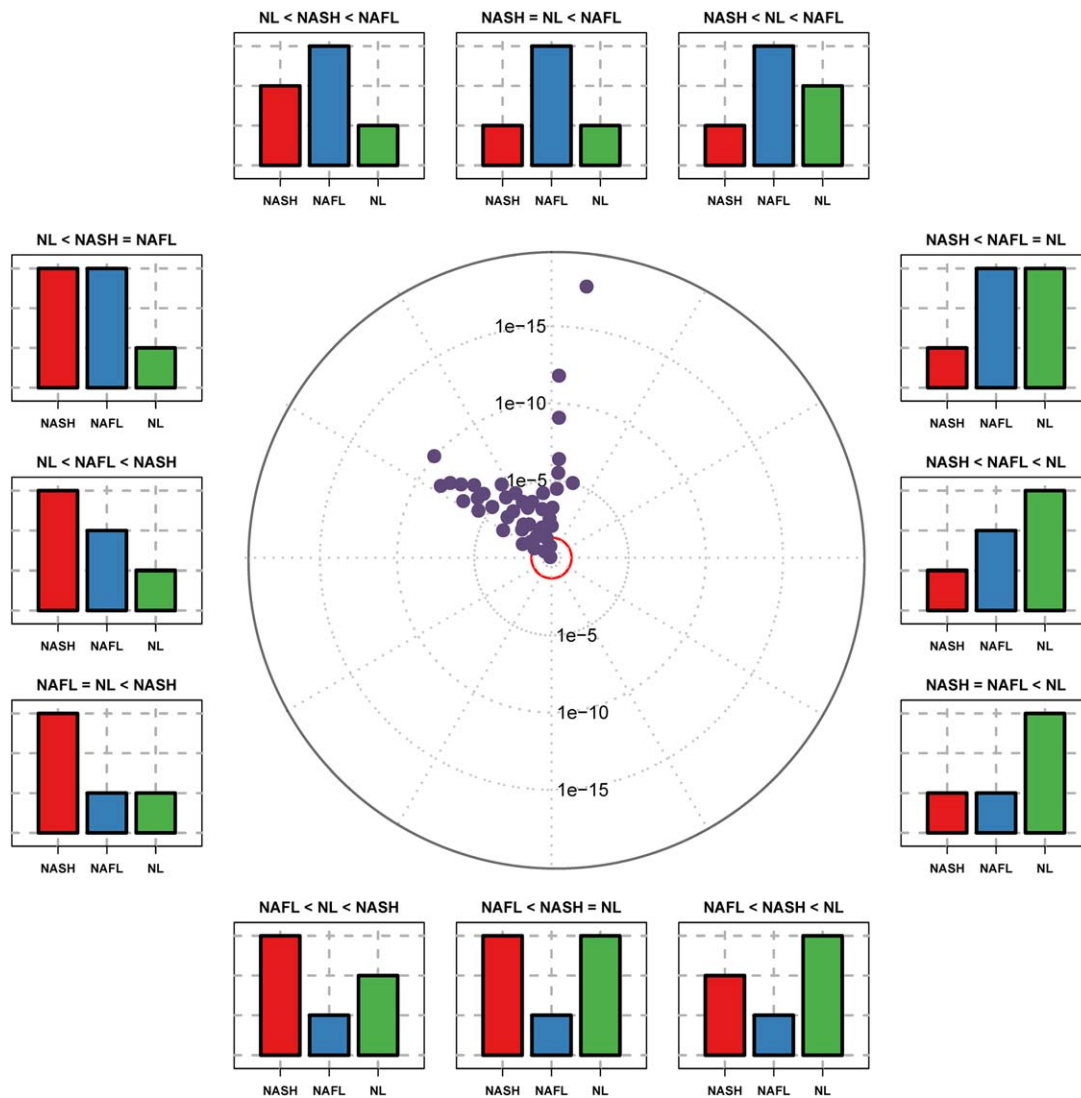 NL < NASH < NAFL
NASH = NL < NAFL
NASH < NL < NAFL
NASH NAFL NL
NASH NAFL NL
NASH NAFL NL
NL < NASH = NAFL
NASH < NAFL = NL
NASH NAFL NL
NASH NAFL NL
NL < NAFL < NASH
NASH < NAFL < NL
NASH NAFL NL
NASH NAFL NL
NAFL = NL < NASH
NASH = NAFL < NL
NASH NAFL NL
NASH NAFL NL
1e−15
1e−10
1e−5
1e−5
1e−10
1e−15
NAFL < NL < NASH
NAFL < NASH = NL
NAFL < NASH < NL
NASH NAFL NL
NASH NAFL NL
NASH NAFL NL